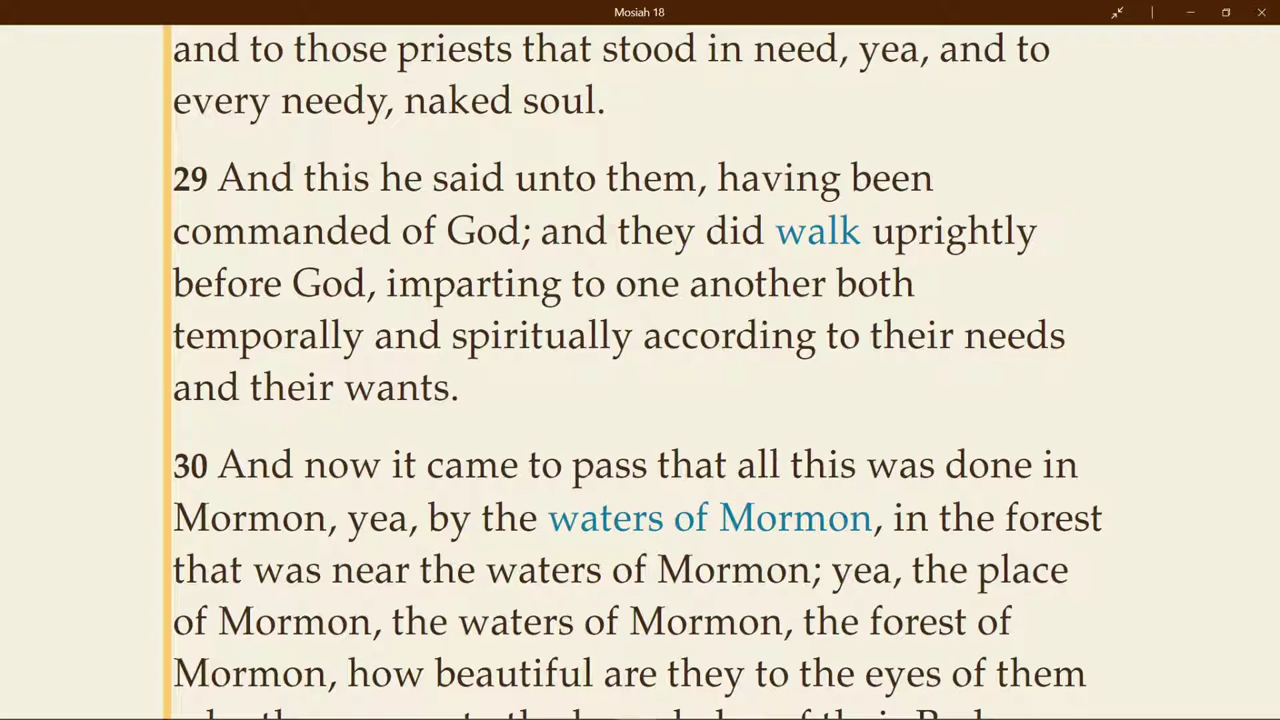 Mosiah 18
and to those priests that stood in need, yea, and to
every needy, naked soul.
29 And this he said unto them, having been
commanded of God; and they did walk uprightly
before God, imparting to one another both
temporally and spiritually according to their needs
and their wants.
30 And now it came to pass that all this was done in
Mormon, yea, by the waters of Mormon, in the forest
that was near the waters of Mormon; yea, the place
of Mormon, the waters of Mormon, the forest of
Mormon, how beautiful are they to the eyes of them